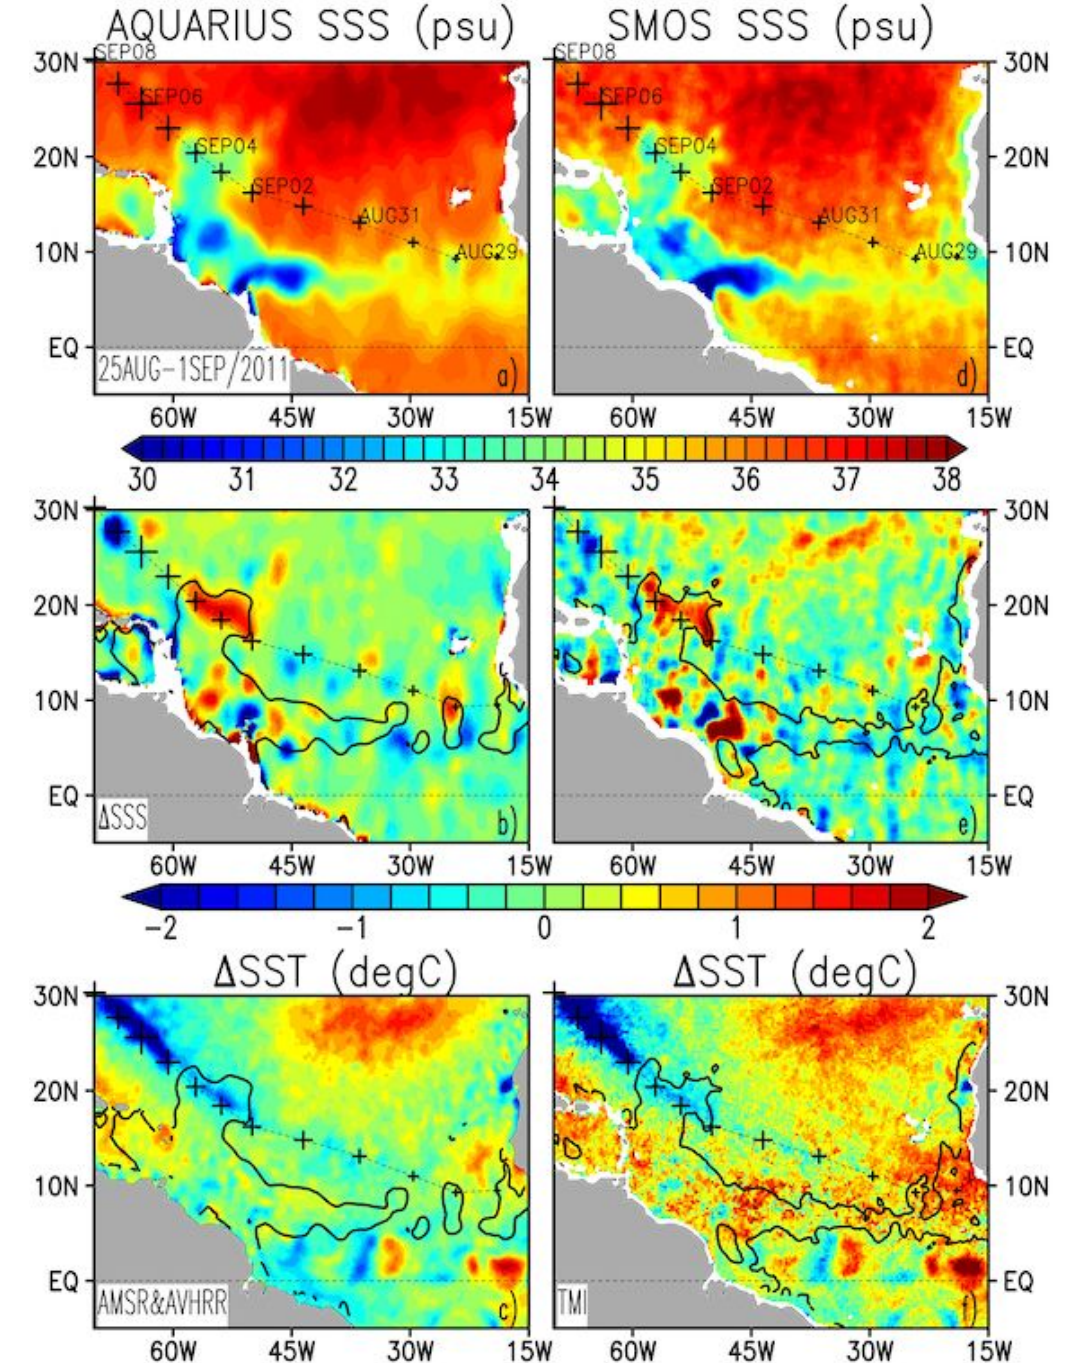 AQUARIUS SSS (psu) SMOS SSS (psu)
SEP08 SEP08
30N 30N
SEP06 SEP06
SEP04 SEP04
20N 20N
SEP02 SEP02
AUG31 AUG31
10N AUG29 AUG29 10N
EQ EQ
25AUG-1SEP/2011 a) d)
60W 45W 30W 15W 60W 45W 30W 15W
30 31 32 33 34 35 36 37 38
30N 30N
20N 20N
10N 10N
EQ EQ
ΔSSS b) e)
60W 45W 30W 15W 60W 45W 30W 15W
-2 -1 0 1 2
ΔSST (degC) ΔSST (degC)
30N 30N
20N 20N
10N 10N
EQ EQ
AMSR&AVHRR c) TMI f)
60W 45W 30W 15W 60W 45W 30W 15W